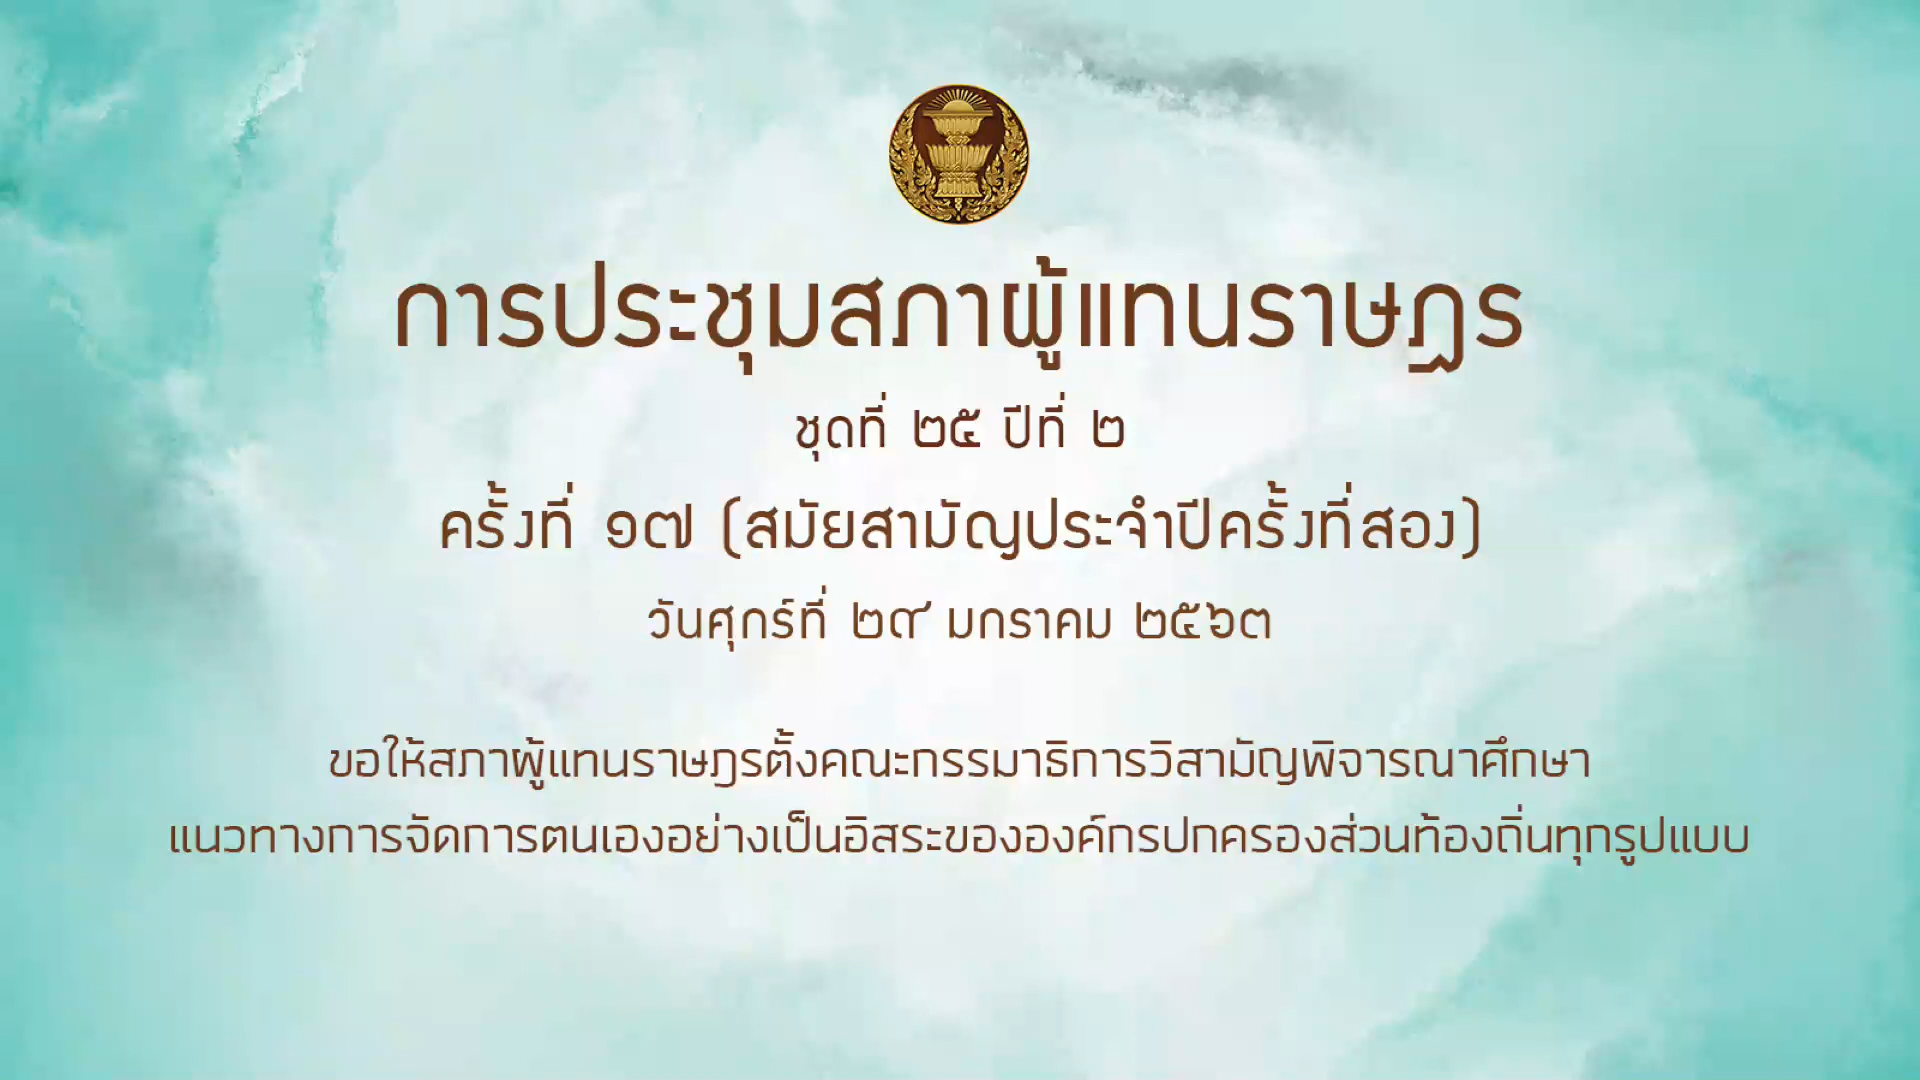 การประชุมสภาผู้แทนราษฎร
ชุดที่ ๒๕ ปีที่ ๒
ครั้งที่ ๑๗ (สมัยสามัญประจำปีครั้งที่สอง)
วันศุกร์ที่ ๒๙ มกราคม ๒๕๖๓
ขอให้สภาผู้แทนราษฎรตั้งคณะกรรมาธิการวิสามัญพิจารณาศึกษา
แนวทางการจัดการตนเองอย่างเป็นอิสระขององค์กรปกครองส่วนท้องถิ่นทุกรูปแบบ